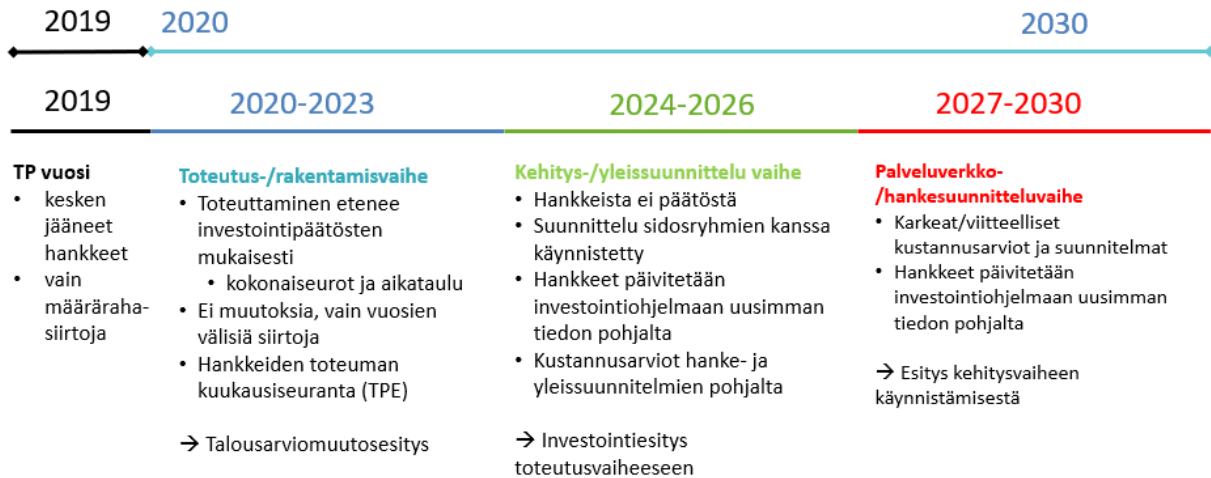 2019
2020
2030
2019
2020-2023
2024-2026
2027-2030
TP vuosi
• kesken
jääneet
hankkeet
• vain
määräraha-
siirtoja
Toteutus-/rakentamisvaihe
• Toteuttaminen etenee
investointipäätösten
mukaisesti
• kokonaiseurot ja aikataulu
• Ei muutoksia, vain vuosien
välisiä siirtoja
• Hankkeiden toteuman
kuukausiseuranta (TPE)
→ Talousarviomuutosesitys
Kehitys-/yleissuunnittelu vaihe
• Hankkeista ei päätöstä
• Suunnittelu sidosryhmien kanssa
käynnistetty
• Hankkeet päivitetään
investointiohjelmaan uusimman
tiedon pohjalta
• Kustannusarviot hanke- ja
yleissuunnitelmien pohjalta
→ Investointiesitys
toteutusvaiheeseen
Palveluverkko-
/hankesuunnitteluvaihe
• Karkeat/viitteelliset
kustannusarviot ja suunnitelmat
• Hankkeet päivitetään
investointiohjelmaan uusimman
tiedon pohjalta
→ Esitys kehitysvaiheen
käynnistämisestä